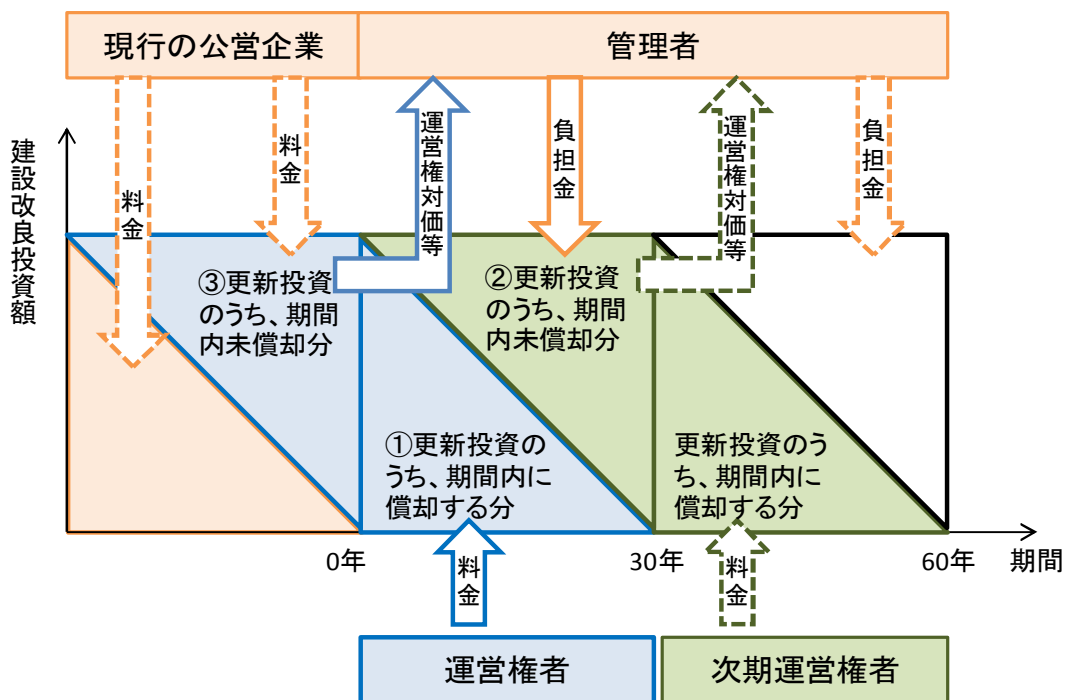 現行の公営企業
管理者
料金
料金
運営権対価等
負担金
運営権対価等
負担金
建設改良投資額
③更新投資
のうち、期間
内未償却分
②更新投資
のうち、期間
内未償却分
①更新投資の
うち、期間内に
償却する分
更新投資のう
ち、期間内に
償却する分
0年
30年
60年
期間
料金
料金
運営権者
次期運営権者